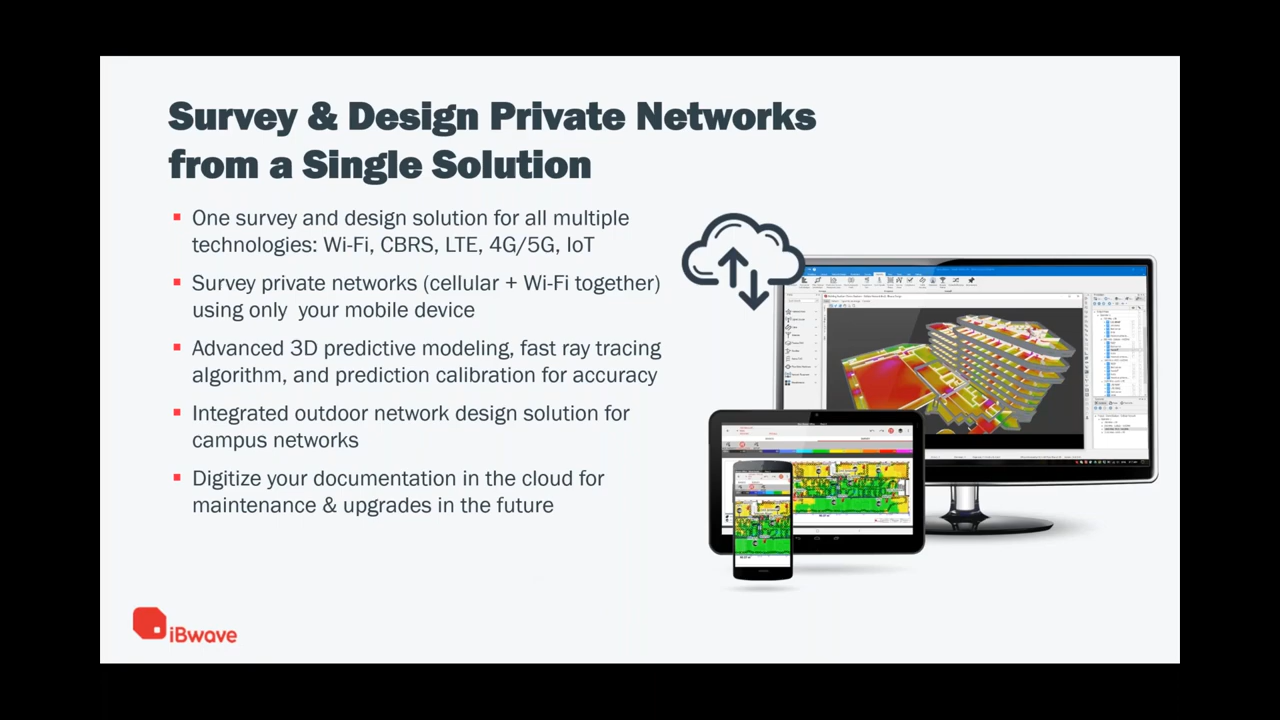 Survey & Design Private Networks
from a Single Solution
One survey and design solution for all multiple
technologies: Wi-Fi, CBRS, LTE, 4G/5G, IoT
Survey private networks (cellular + Wi-Fi together)
using only your mobile device
Advanced 3D predictive modeling, fast ray tracing
algorithm, and prediction calibration for accuracy
Integrated outdoor network design solution for
campus networks
Digitize your documentation in the cloud for
maintenance & upgrades in the future
iBwave